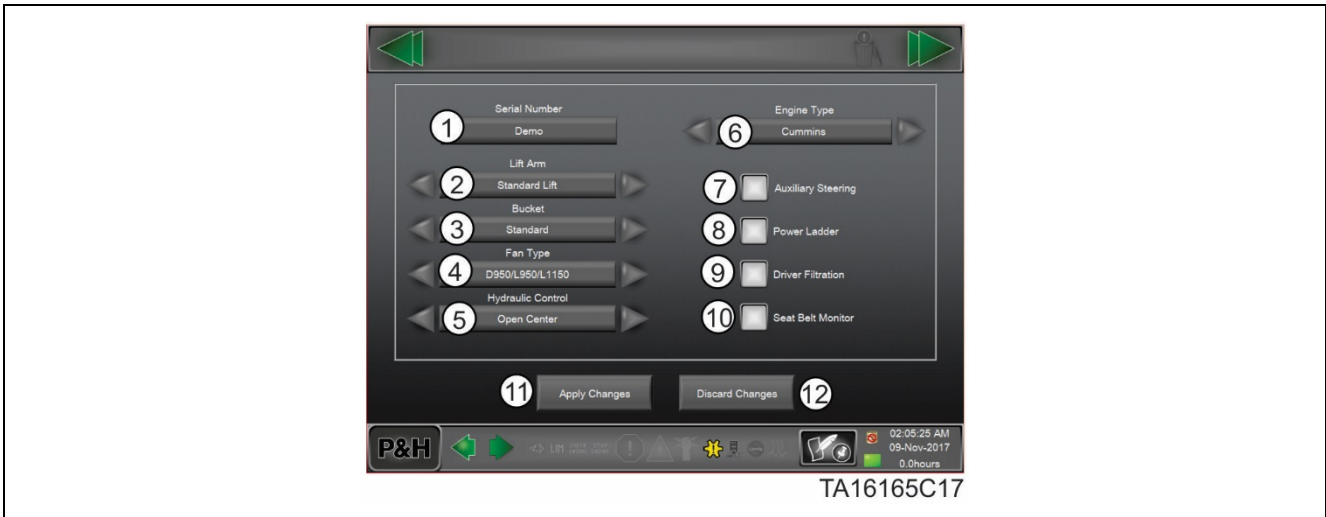 Serial Number
1 Demo
Lift Arm
2 Standard Lift
Bucket
3 Standard
Fan Type
4 D950/L950/L1150
Hydraulic Control
5 Open Center
Engine Type
6 Cummins
7 Auxiliary Steering
8 Power Ladder
9 Driver Filtration
10 Seat Belt Monitor
11 Apply Changes
Discard Changes 12
P&H
LIM
02:05:25 AM
09-Nov-2017
0.0hours
TA16165C17